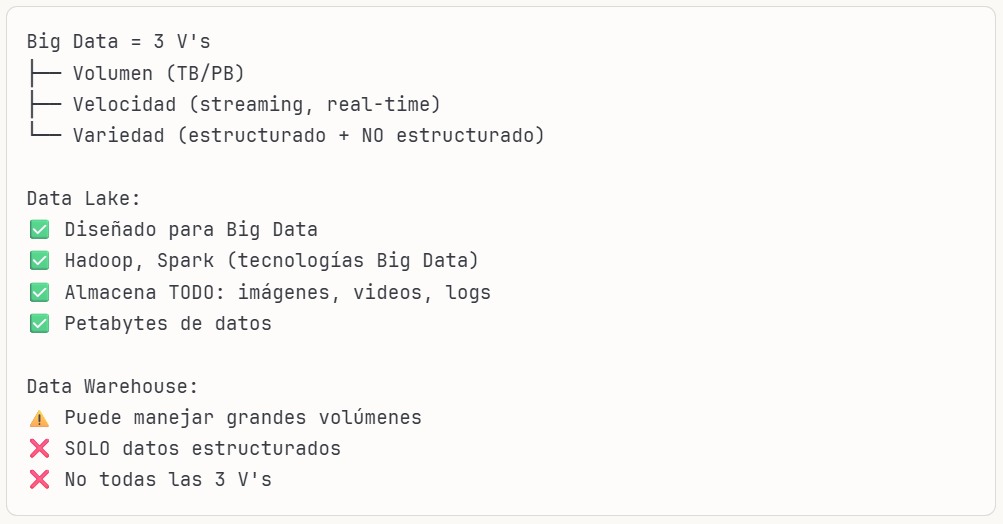 Big Data = 3 V's
├── Volumen (TB/PB)
├── Velocidad (streaming, real-time)
└── Variedad (estructurado + NO estructurado)
Data Lake:
✅ Diseñado para Big Data
✅ Hadoop, Spark (tecnologías Big Data)
✅ Almacena TODO: imágenes, videos, logs
✅ Petabytes de datos
Data Warehouse:
⚠️ Puede manejar grandes volúmenes
❌ SOLO datos estructurados
❌ No todas las 3 V's